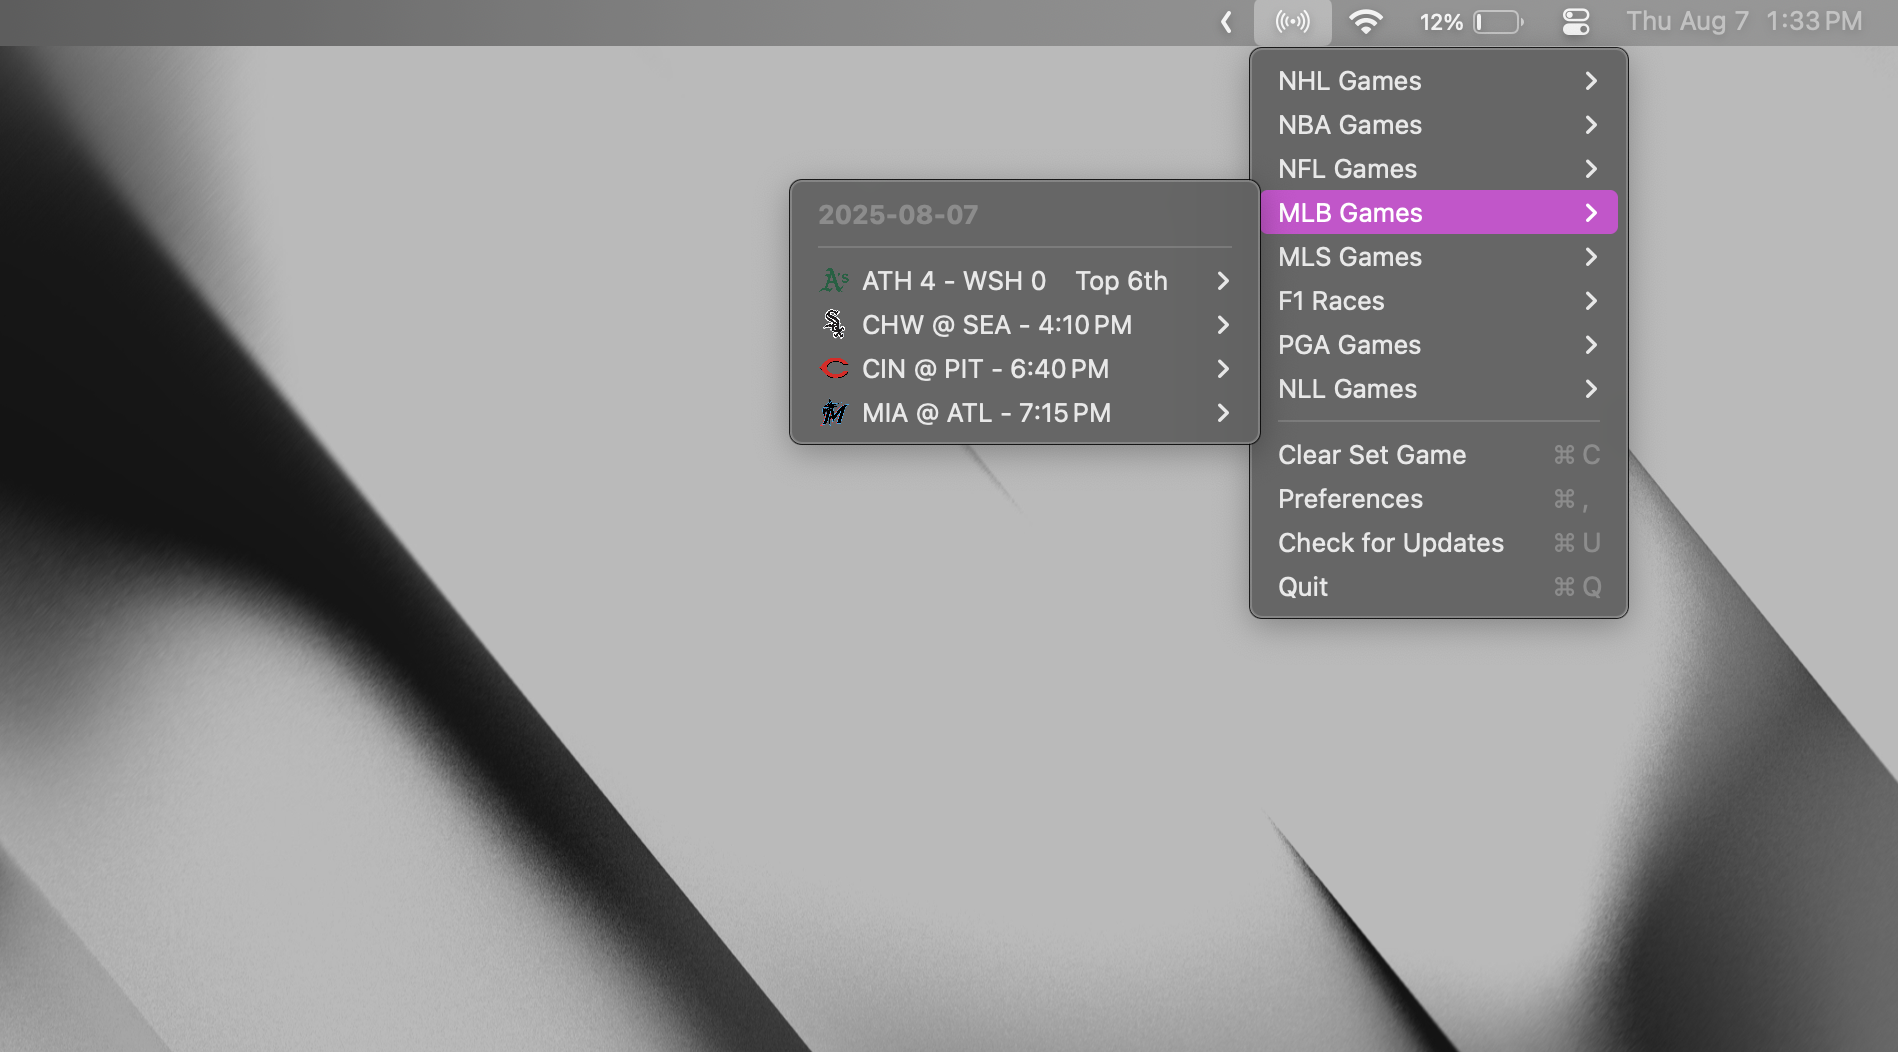 12% Thu Aug 7 1:33 PM
NHL Games
NBA Games
NFL Games
MLB Games
MLS Games
F1 Races
PGA Games
NLL Games
Clear Set Game ⌘ C
Preferences ⌘ ,
Check for Updates ⌘ U
Quit ⌘ Q
2025-08-07
A's ATH 4 - WSH 0 Top 6th
Sox CHW @ SEA - 4:10 PM
C CIN @ PIT - 6:40 PM
M MIA @ ATL - 7:15 PM